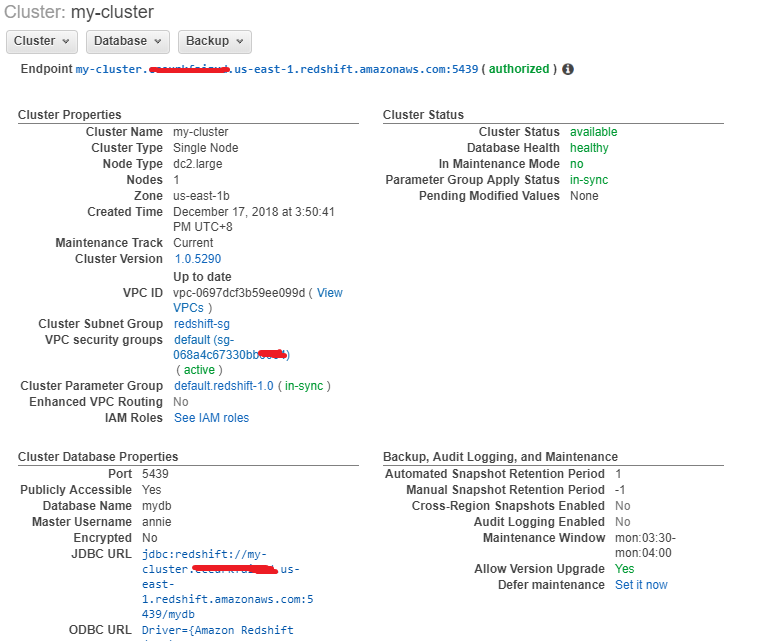 Cluster: my-cluster
Cluster Database Backup
Endpoint my-cluster. .us-east-1.redshift.amazonaws.com:5439 ( authorized )
Cluster Properties
Cluster Name my-cluster
Cluster Type Single Node
Node Type dc2.large
Nodes 1
Zone us-east-1b
Created Time December 17, 2018 at 3:50:41
PM UTC+8
Maintenance Track Current
Cluster Version 1.0.5290
Up to date
VPC ID vpc-0697dcf3b59ee099d ( View
VPCs )
Cluster Subnet Group redshift-sg
VPC security groups default (sg-
068a4c67330bb )
( active )
Cluster Parameter Group default.redshift-1.0 ( in-sync )
Enhanced VPC Routing No
IAM Roles See IAM roles
Cluster Status
Cluster Status available
Database Health healthy
In Maintenance Mode no
Parameter Group Apply Status in-sync
Pending Modified Values None
Cluster Database Properties
Port 5439
Publicly Accessible Yes
Database Name mydb
Master Username annie
Encrypted No
JDBC URL jdbc:redshift://my-
cluster. .us-
east-
1.redshift.amazonaws.com:5
439/mydb
ODBC URL Driver={Amazon Redshift
Backup, Audit Logging, and Maintenance
Automated Snapshot Retention Period 1
Manual Snapshot Retention Period -1
Cross-Region Snapshots Enabled No
Audit Logging Enabled No
Maintenance Window mon:03:30-
mon:04:00
Allow Version Upgrade Yes
Defer maintenance Set it now